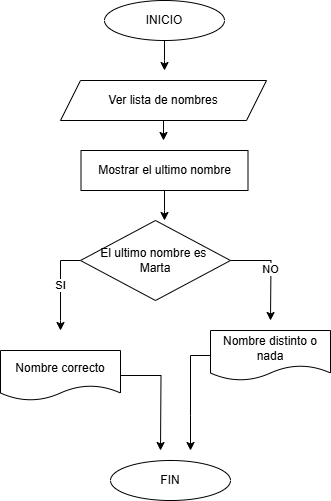 INICIO
Ver lista de nombres
Mostrar el ultimo nombre
El ultimo nombre es
Marta
SI
NO
Nombre correcto
Nombre distinto o
nada
FIN